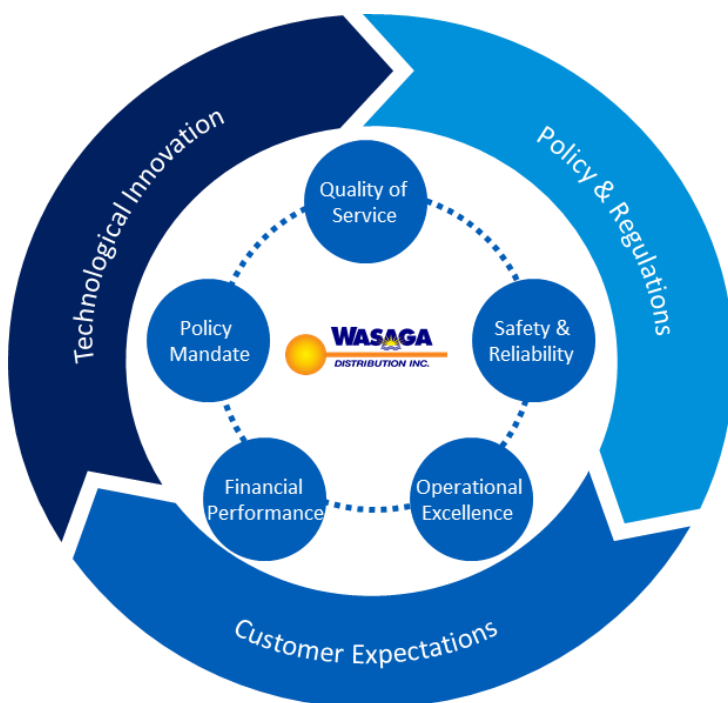 Technological Innovation
Policy & Regulations
Customer Expectations
Quality of
Service
Safety &
Reliability
Operational
Excellence
Financial
Performance
Policy
Mandate
WASAGA
DISTRIBUTION INC.